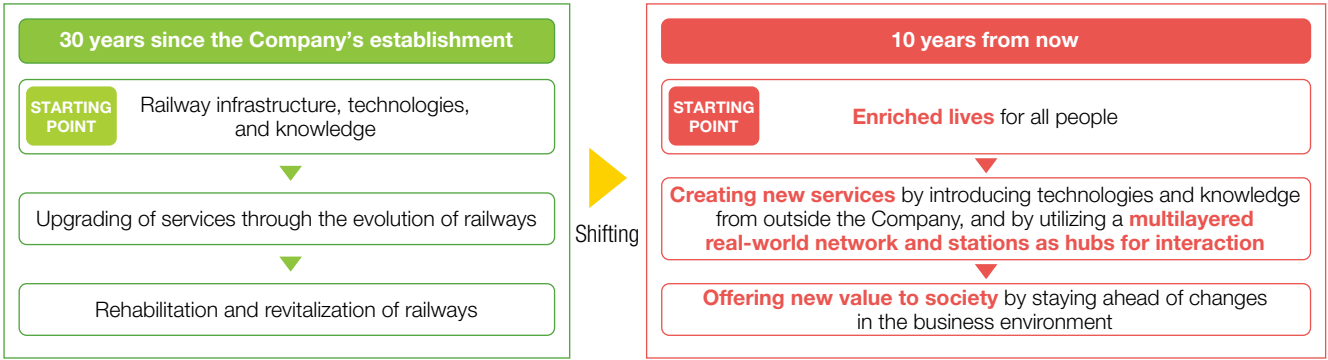 30 years since the Company’s establishment
STARTING
POINT
Railway infrastructure, technologies,
and knowledge
Upgrading of services through the evolution of railways
Rehabilitation and revitalization of railways
Shifting
10 years from now
STARTING
POINT
Enriched lives for all people
Creating new services by introducing technologies and knowledge
from outside the Company, and by utilizing a multilayered
real-world network and stations as hubs for interaction
Offering new value to society by staying ahead of changes
in the business environment